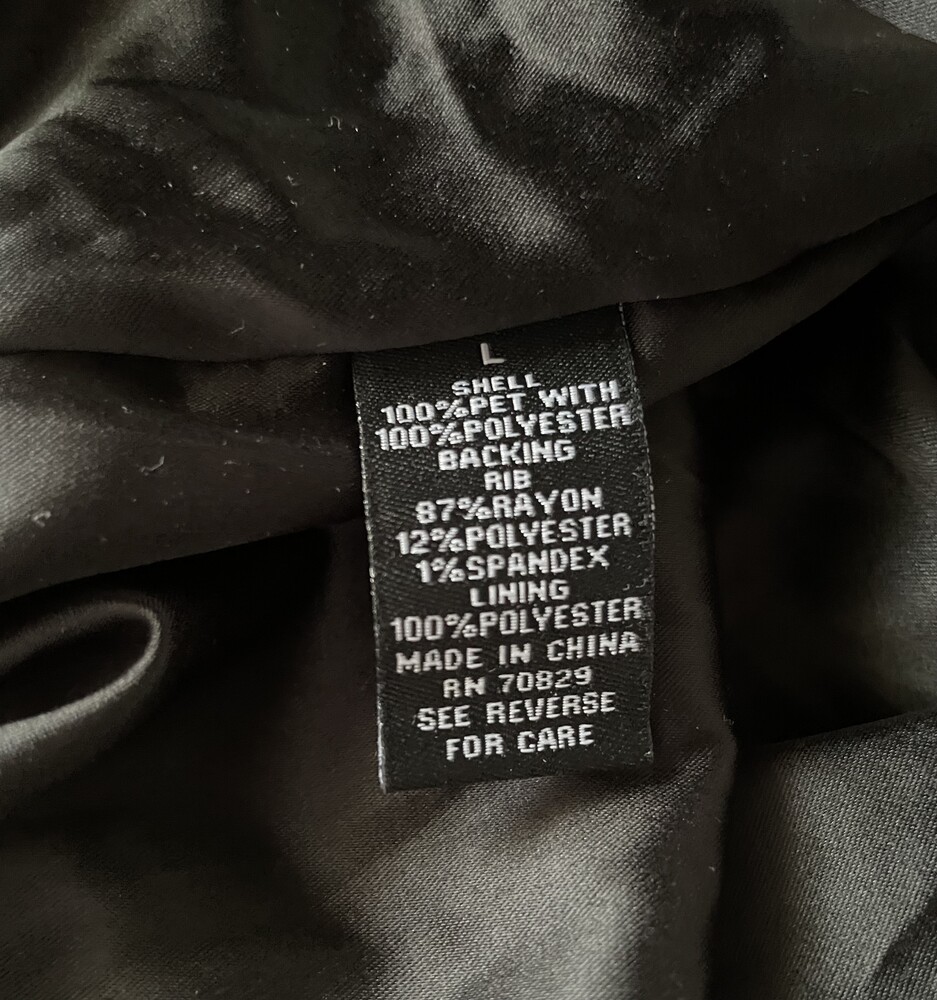 L
SHELL
100%PET WITH
100%POLYESTER
BACKING
RIB
87%RAYON
12%POLYESTER
1%SPANDEX
LINING
100%POLYESTER
MADE IN CHINA
RN 70829
SEE REVERSE
FOR CARE